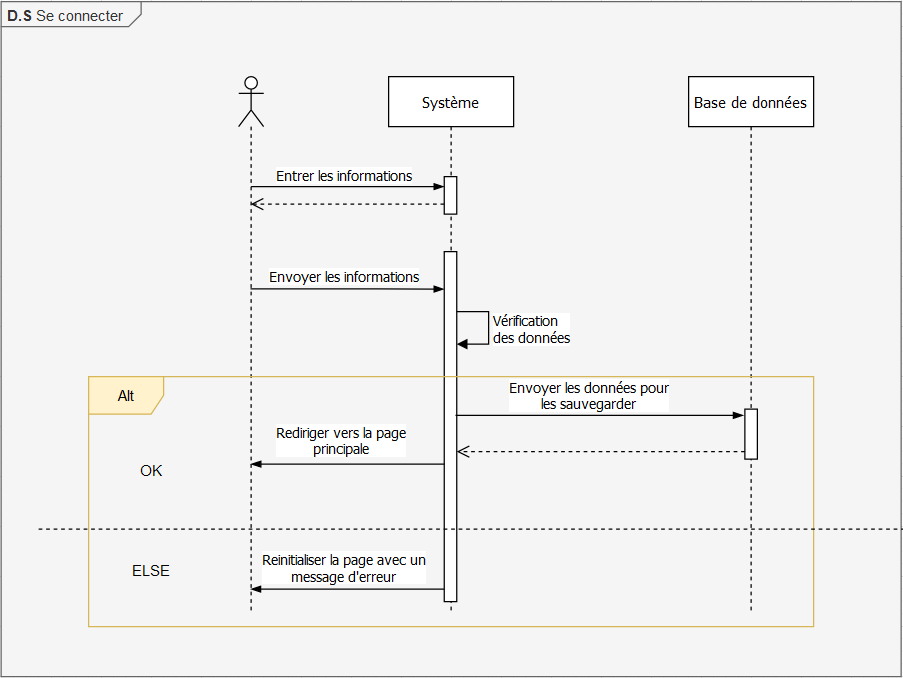 D.S Se connecter
Système
Base de données
Entrer les informations
Envoyer les informations
Vérification
des données
Alt
Envoyer les données pour
les sauvegarder
Rediriger vers la page
principale
OK
ELSE
Reinitialiser la page avec un
message d'erreur